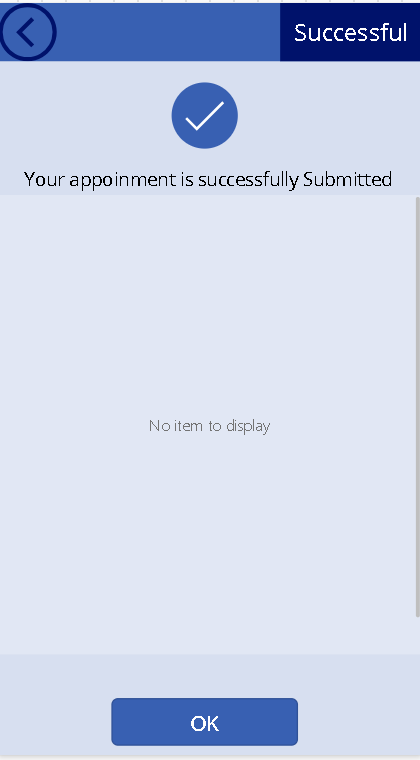 Successful
Your appoinment is successfully Submitted
No item to display
OK